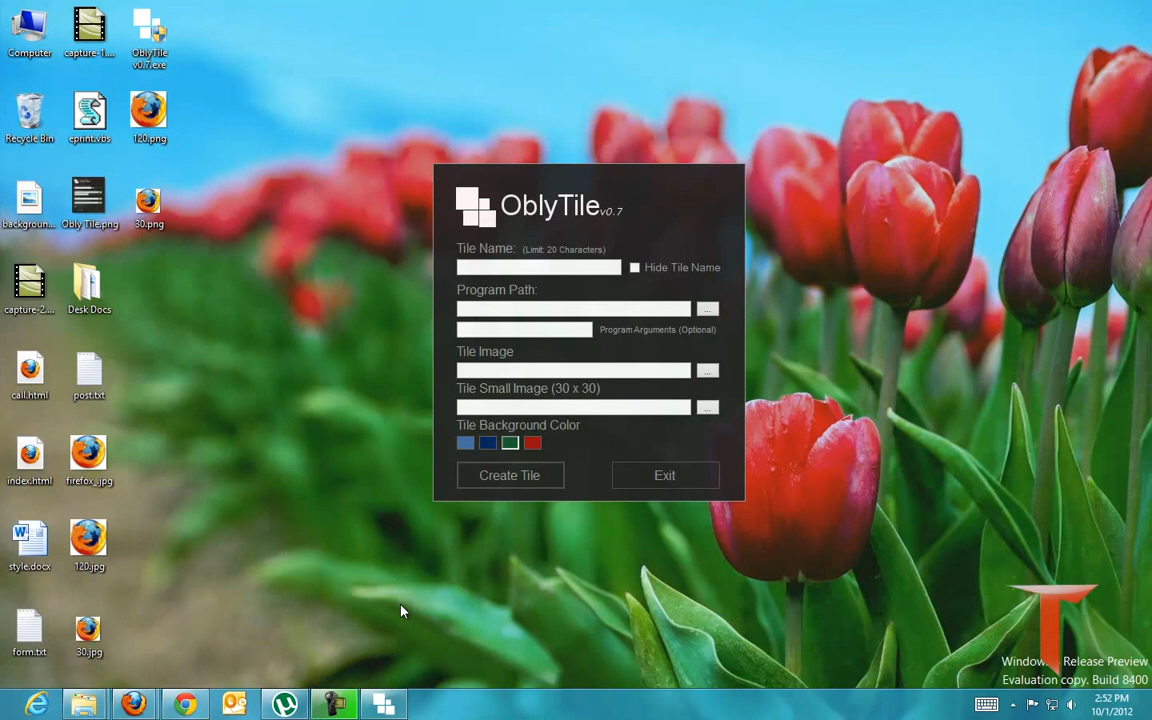 Computer
capture-1....
OblyTile
v0.7.exe
Recycle Bin
eprint.vbs
120.png
backgroun...
Obly Tile.png
30.png
capture-2....
Desk Docs
call.html
post.txt
index.html
firefox_.jpg
style.docx
120.jpg
form.txt
30.jpg
OblyTile v0.7
Tile Name: (Limit: 20 Characters)
Hide Tile Name
Program Path:
...
Program Arguments (Optional)
Tile Image
...
Tile Small Image (30 x 30)
...
Tile Background Color
Create Tile
Exit
T
Window Release Preview
Evaluation copy. Build 8400
2:52 PM
10/1/2012